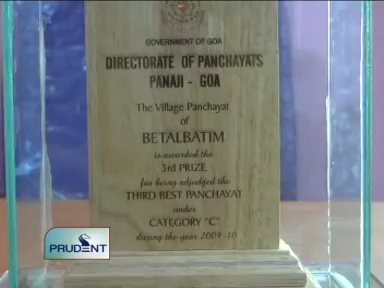 GOVERNMENT OF GOA
DIRECTORATE OF PANCHAYATS
PANAJI - GOA
The Village Panchayat
of
BETALBATIM
is awarded the
3rd PRIZE
for being adjudged the
THIRD BEST PANCHAYAT
under
CATEGORY "C"
during the year 2009-10
PRUDENT